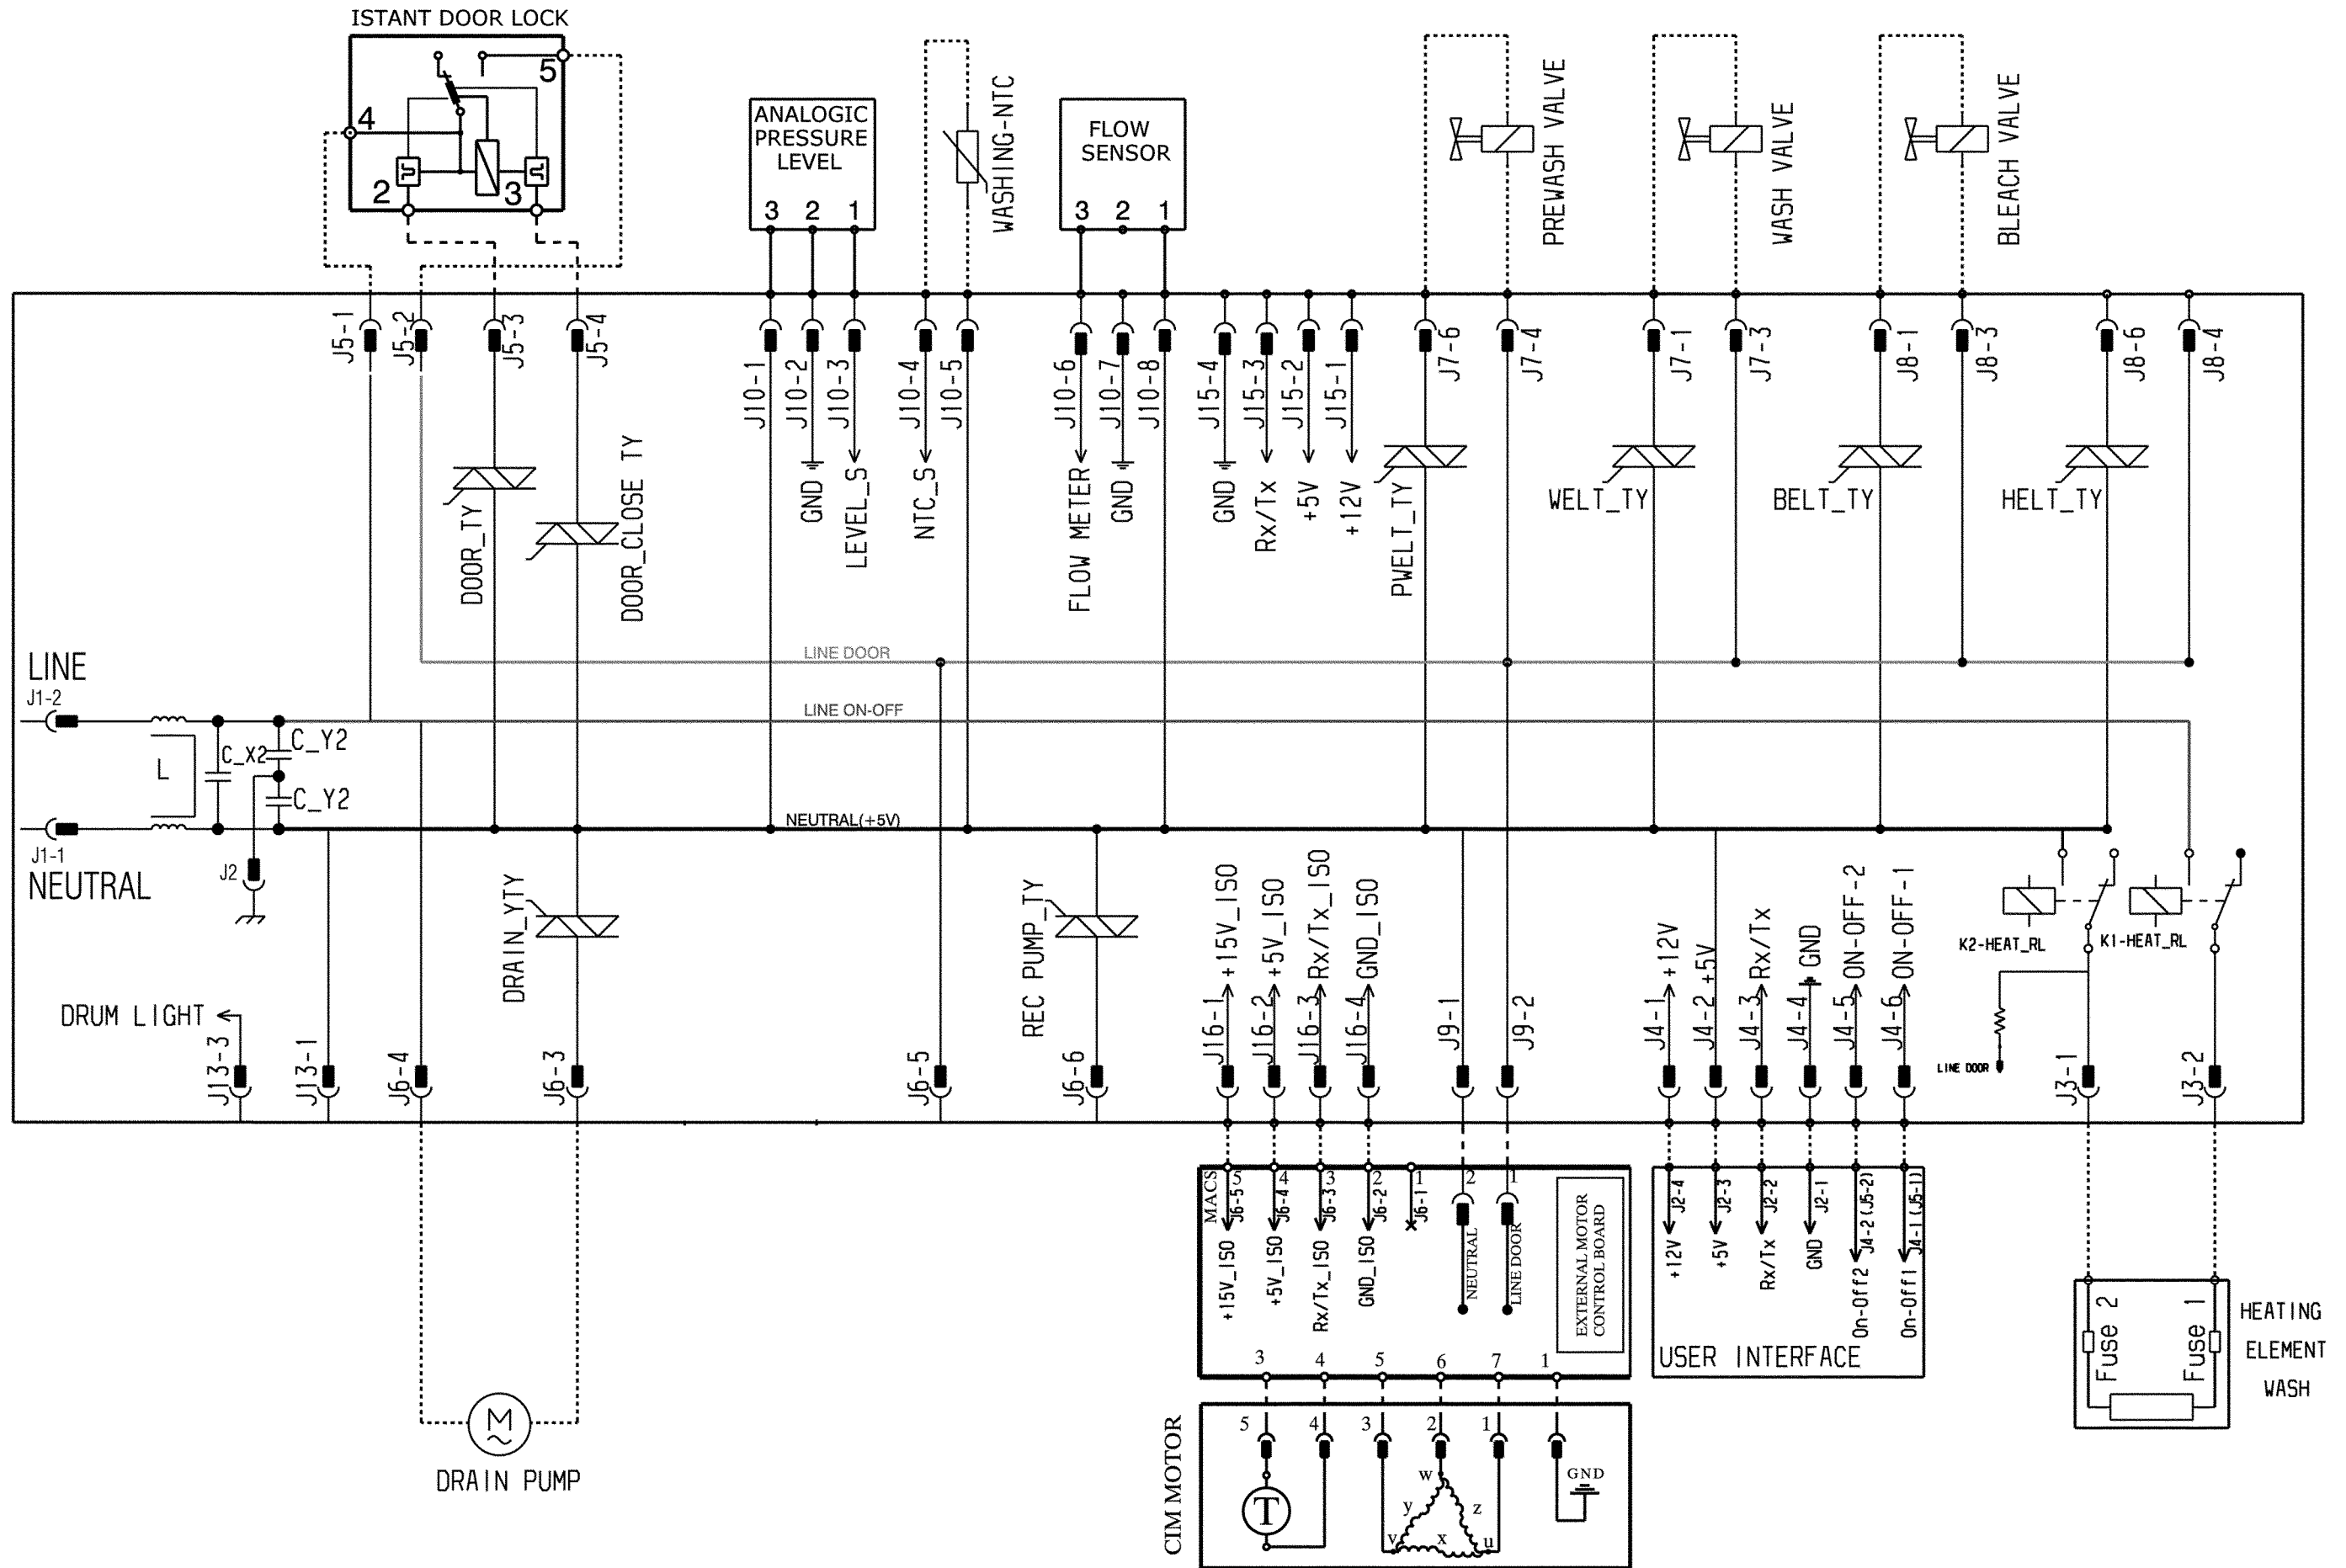 ISTANT DOOR LOCK
5
4
2
3
ANALOGIC
PRESSURE
LEVEL
3 2 1
WASHING-NTC
FLOW
SENSOR
3 2 1
PREWASH VALVE
WASH VALVE
BLEACH VALVE
J5-1
J5-2
J5-3
J5-4
J10-1
J10-2
J10-3
J10-4
J10-5
J10-6
J10-7
J10-8
J15-4
J15-3
J15-2
J15-1
J7-6
J7-4
J7-1
J7-3
J8-1
J8-3
J8-6
J8-4
DOOR_TY
DOOR_CLOSE TY
GND
LEVEL_S
NTC_S
FLOW METER
GND
GND
Rx/Tx
+5V
+12V
PWELT_TY
WELT_TY
BELT_TY
HELT_TY
LINE DOOR
LINE
J1-2
LINE ON-OFF
L
C_X2
C_Y2
C_Y2
NEUTRAL(+5V)
J1-1
NEUTRAL
J2
DRAIN_YTY
REC PUMP_TY
+15V_ISO
+5V_ISO
Rx/Tx_ISO
GND_ISO
+12V
+5V
Rx/Tx
GND
ON-OFF-2
ON-OFF-1
K2-HEAT_RL
K1-HEAT_RL
DRUM LIGHT
LINE DOOR
J13-3
J13-1
J6-4
J6-3
J6-5
J6-6
J16-1
J16-2
J16-3
J16-4
J9-1
J9-2
J4-1
J4-2
J4-3
J4-4
J4-5
J4-6
J3-1
J3-2
MACS
5 4 3 2 1 2 1
J6-5
J6-4
J6-3
J6-2
J6-1
+15V_ISO
+5V_ISO
Rx/Tx_ISO
GND_ISO
NEUTRAL
LINE DOOR
EXTERNAL MOTOR
CONTROL BOARD
J2-4
J2-3
J2-2
J2-1
J4-2 (J5-2)
J4-1 (J5-1)
+12V
+5V
Rx/Tx
GND
On-Off2
On-Off1
USER INTERFACE
Fuse 2
Fuse 1
HEATING
ELEMENT
WASH
3 4 5 6 7 1
M
DRAIN PUMP
CIM MOTOR
5 4 3 2 1
T
w
y
z
v
x
u
GND